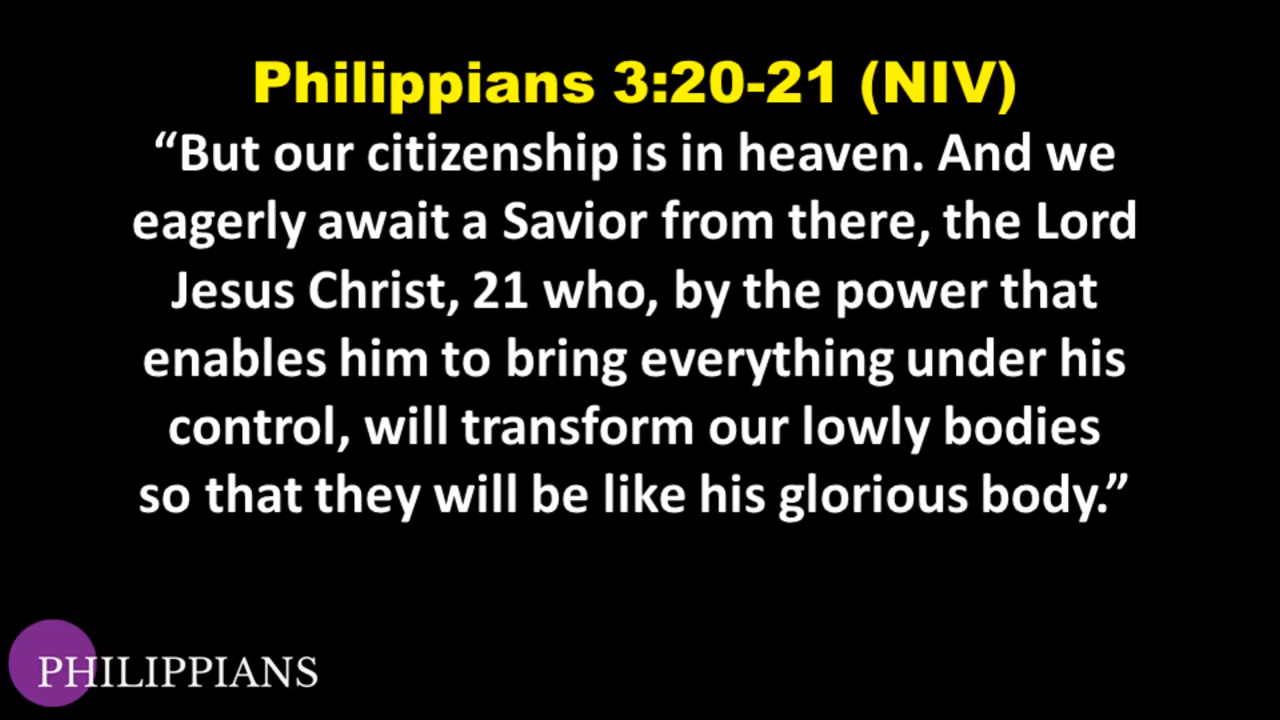 Philippians 3:20-21 (NIV)
“But our citizenship is in heaven. And we
eagerly await a Savior from there, the Lord
Jesus Christ, 21 who, by the power that
enables him to bring everything under his
control, will transform our lowly bodies
so that they will be like his glorious body.”
PHILIPPIANS